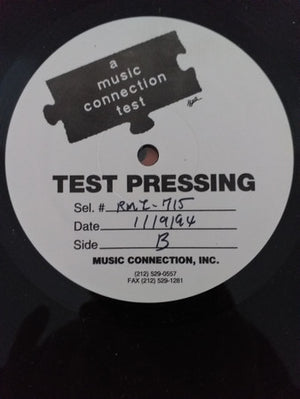 a
music
connection
test
TEST PRESSING
Sel. # RML-715
Date 1/19/94
Side B
MUSIC CONNECTION, INC.
(212) 529-0557
FAX (212) 529-1281